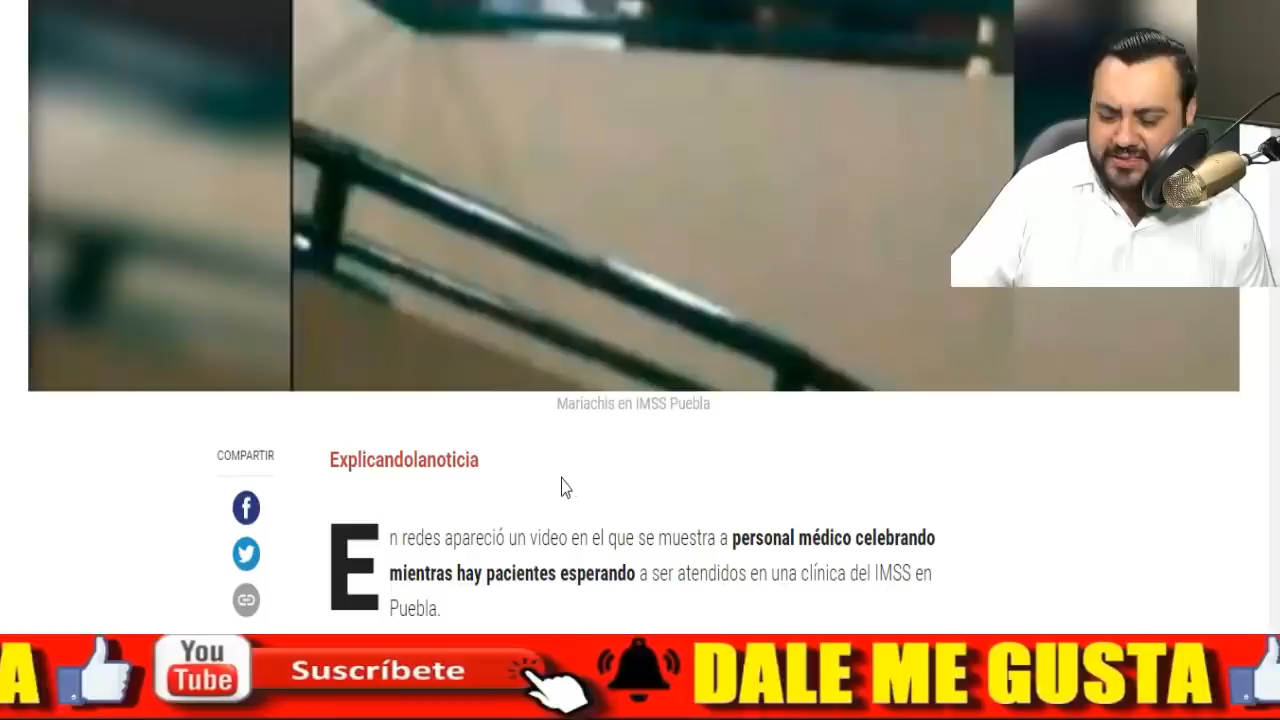 Mariachis en IMSS Puebla
COMPARTIR
Explicandolanoticia
En redes apareció un video en el que se muestra a personal médico celebrando
mientras hay pacientes esperando a ser atendidos en una clínica del IMSS en
Puebla.
A
You
Tube
Suscríbete
DALE ME GUSTA